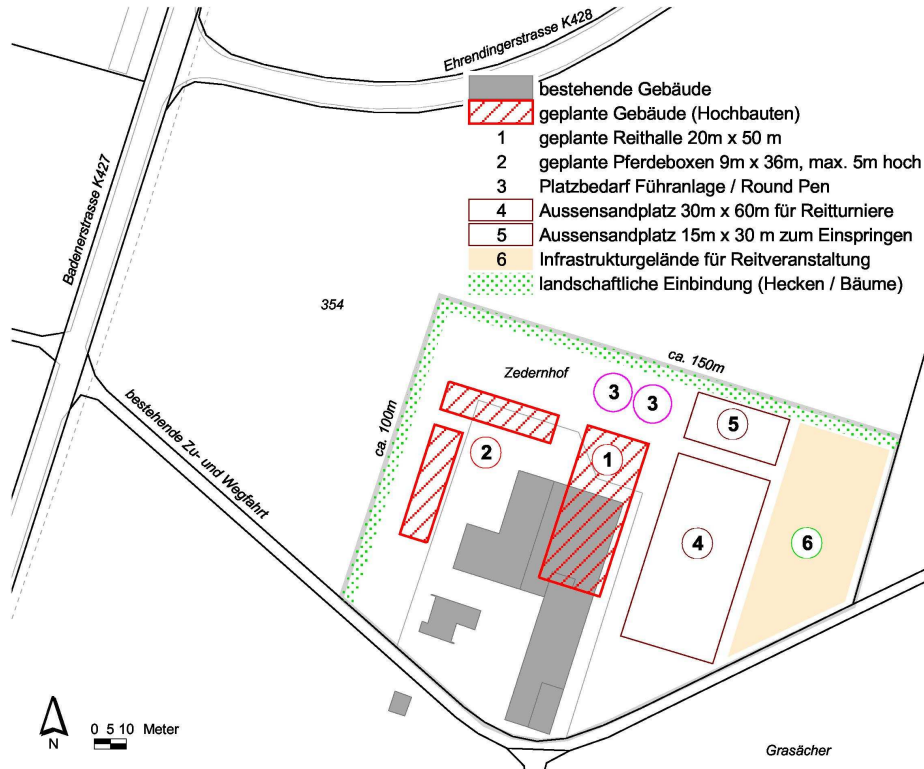 Ehrendingerstrasse K428
bestehende Gebäude
geplante Gebäude (Hochbauten)
1 geplante Reithalle 20m x 50 m
2 geplante Pferdeboxen 9m x 36m, max. 5m hoch
3 Platzbedarf Führanlage / Round Pen
4 Aussensandplatz 30m x 60m für Reitturniere
5 Aussensandplatz 15m x 30 m zum Einspringen
6 Infrastrukturgelände für Reitveranstaltung
landschaftliche Einbindung (Hecken / Bäume)
Badenerstrasse K427
354
ca. 150m
Zedernhof
ca. 100m
bestehende Zu- und Wegfahrt
3
3
5
2
1
4
6
N
0 5 10 Meter
Grasächer